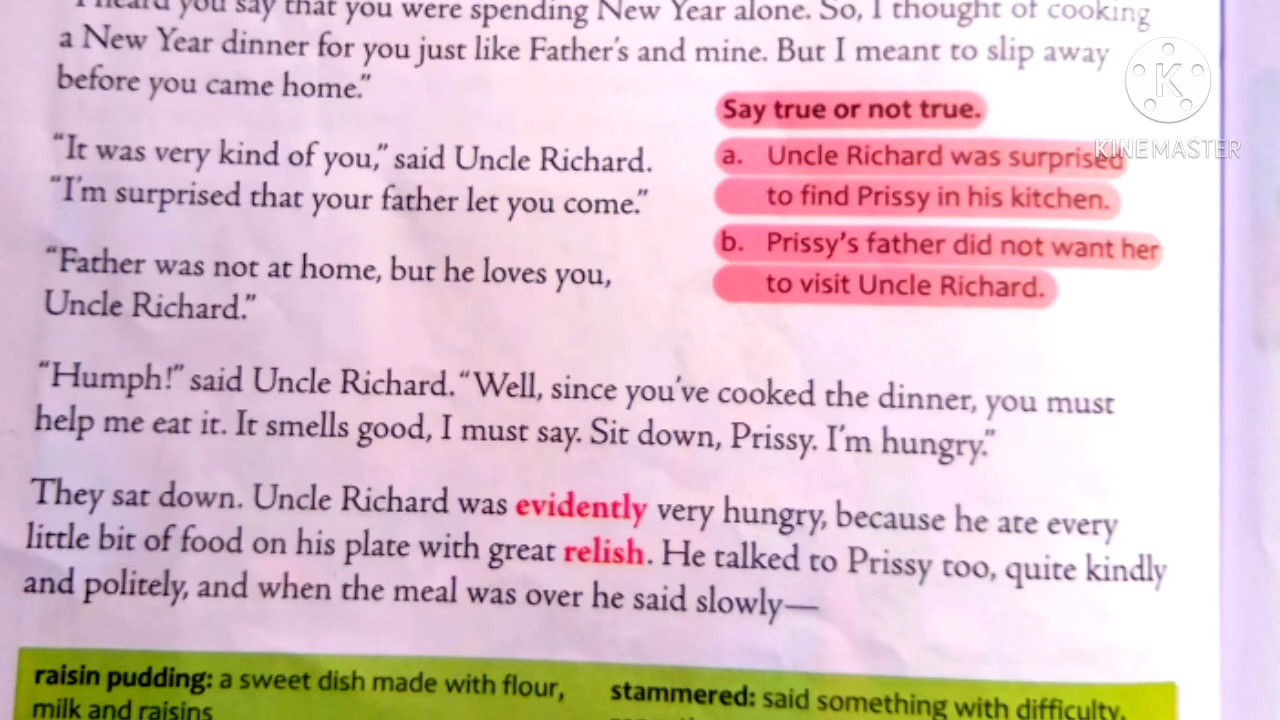 I heard you say that you were spending New Year alone. So, I thought of cooking
a New Year dinner for you just like Father's and mine. But I meant to slip away
before you came home."
"It was very kind of you," said Uncle Richard.
"I'm surprised that your father let you come."
"Father was not at home, but he loves you,
Uncle Richard."
Say true or not true.
a. Uncle Richard was surprised
to find Prissy in his kitchen.
b. Prissy's father did not want her
to visit Uncle Richard.
"Humph!" said Uncle Richard. "Well, since you've cooked the dinner, you must
help me eat it. It smells good, I must say. Sit down, Prissy. I'm hungry."
They sat down. Uncle Richard was evidently very hungry, because he ate every
little bit of food on his plate with great relish. He talked to Prissy too, quite kindly
and politely, and when the meal was over he said slowly—
raisin pudding: a sweet dish made with flour,
milk and raisins
stammered: said something with difficulty,
K
KINEMASTER